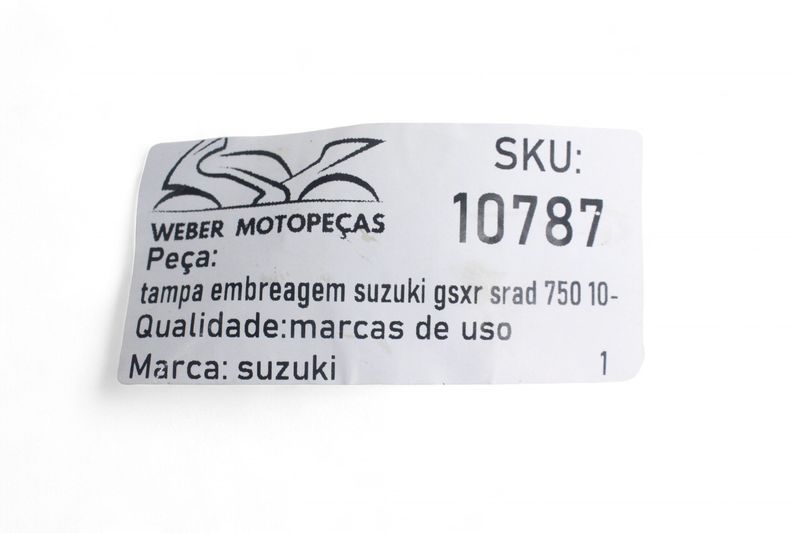 WEBER MOTOPEÇAS
SKU:
10787
Peça:
tampa embreagem suzuki gsxr srad 750 10-
Qualidade:marcas de uso
Marca: suzuki
1